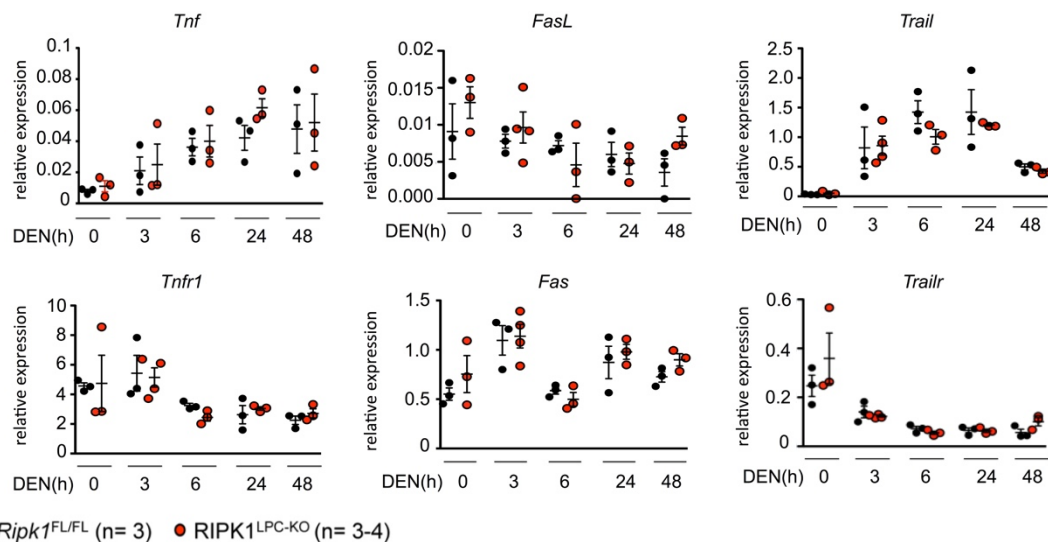 Tnf
FasL
Trail
relative expression
0.1
0.08
0.06
0.04
0.02
0
DEN(h) 0 3 6 24 48
relative expression
0.02
0.015
0.010
0.005
0.000
DEN(h) 0 3 6 24 48
relative expression
2.5
2.0
1.5
1.0
0.5
0.0
DEN(h) 0 3 6 24 48
Tnfr1
Fas
Trailr
relative expression
10
8
6
4
2
0
DEN(h) 0 3 6 24 48
relative expression
1.5
1.0
0.5
0.0
DEN(h) 0 3 6 24 48
relative expression
0.6
0.4
0.2
0.0
DEN(h) 0 3 6 24 48
Ripk1FL/FL (n= 3) RIPK1LPC-KO (n= 3-4)